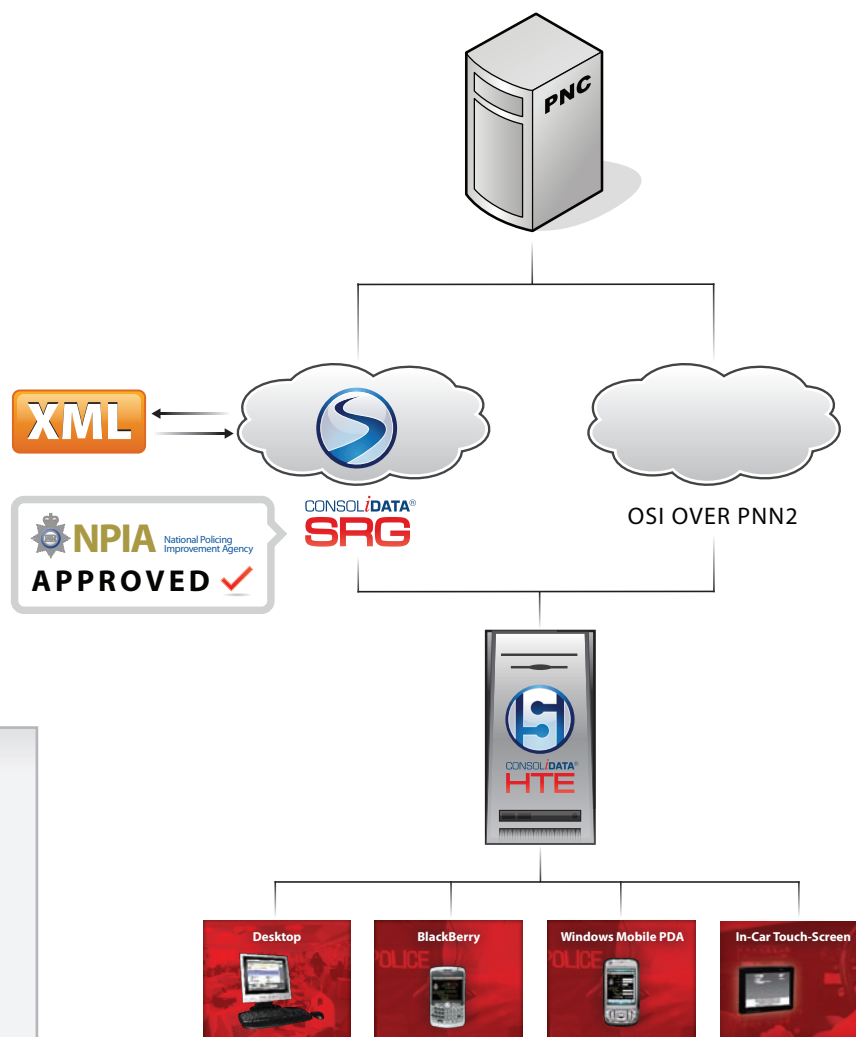 PNC
XML
CONSOLiDATA®
SRG
OSI OVER PNN2
NPIA National Policing
Improvement Agency
APPROVED
CONSOLiDATA®
HTE
Desktop
BlackBerry
POLICE
Windows Mobile PDA
POLICE
In-Car Touch-Screen